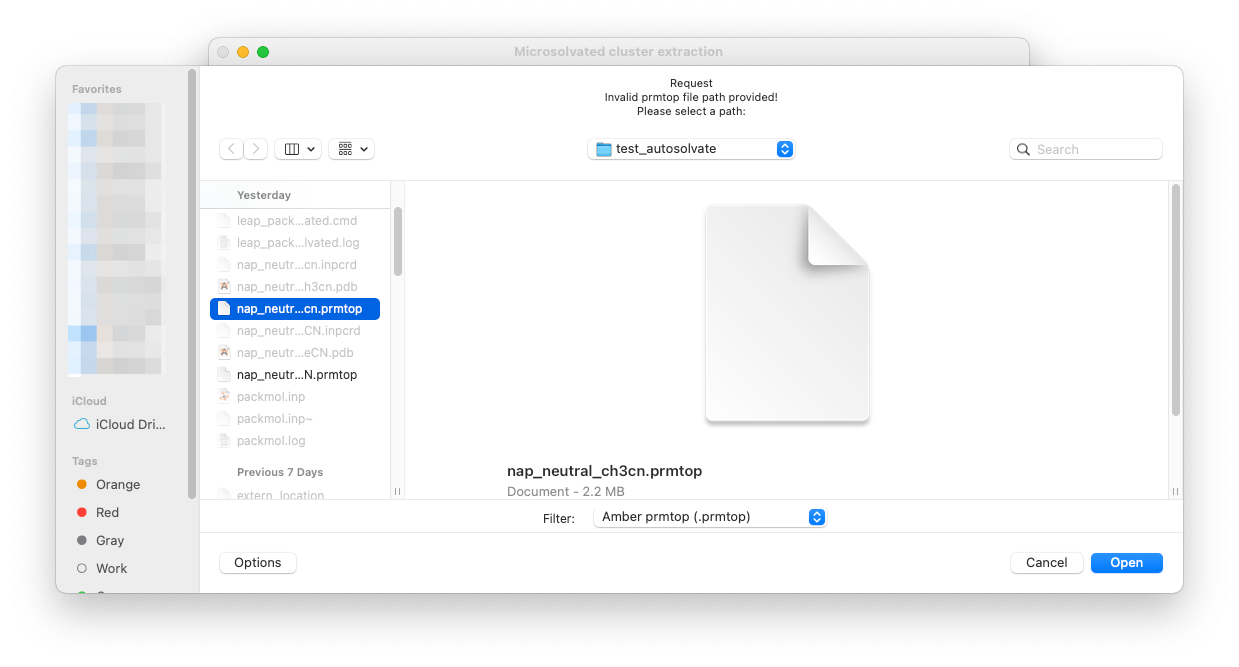 Microsolvated cluster extraction
Request
Invalid prmtop file path provided!
Please select a path:
Favorites
iCloud
iCloud Dri...
Tags
Orange
Red
Gray
Work
test_autosolvate
Search
Yesterday
leap_pack...ated.cmd
leap_pack...lvated.log
nap_neutr...cn.inpcrd
nap_neutr...h3cn.pdb
nap_neutr...cn.prmtop
nap_neutr...CN.inpcrd
nap_neutr...eCN.pdb
nap_neutr...N.prmtop
packmol.inp
packmol.inp~
packmol.log
Previous 7 Days
extern_location
nap_neutral_ch3cn.prmtop
Document - 2.2 MB
Filter:
Amber prmtop (.prmtop)
Options
Cancel
Open